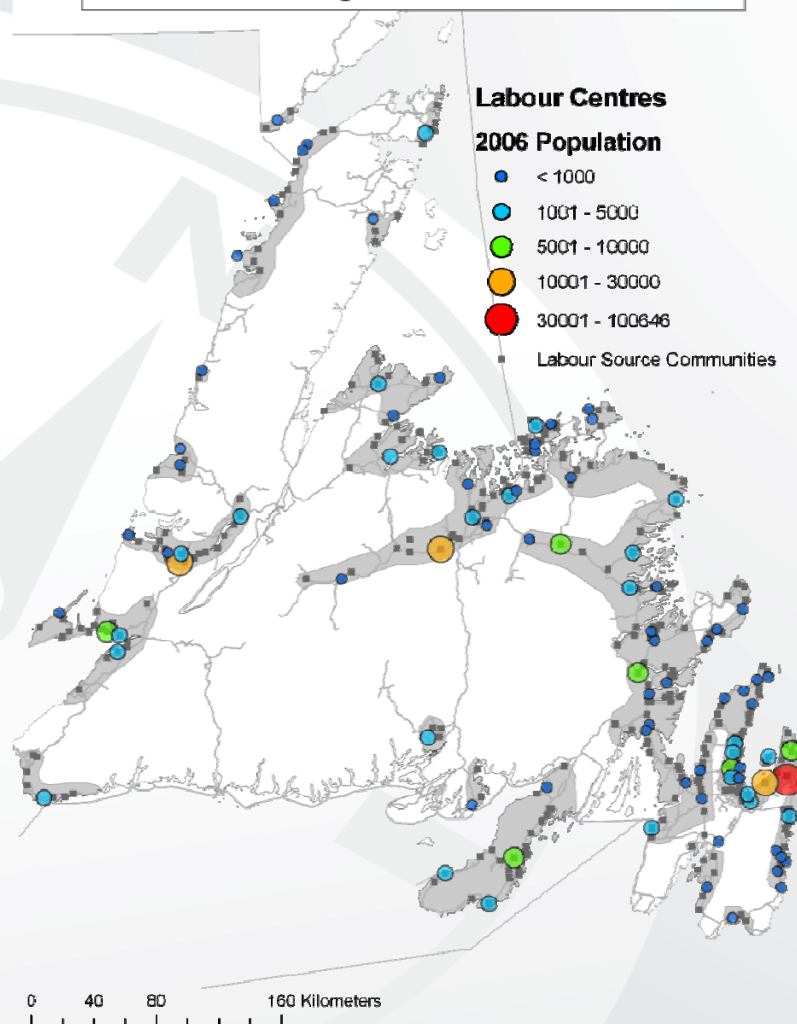 Labour Centres
2006 Population
< 1000
1001 - 5000
5001 - 10000
10001 - 30000
30001 - 100646
Labour Source Communities
0 40 80 160 Kilometers